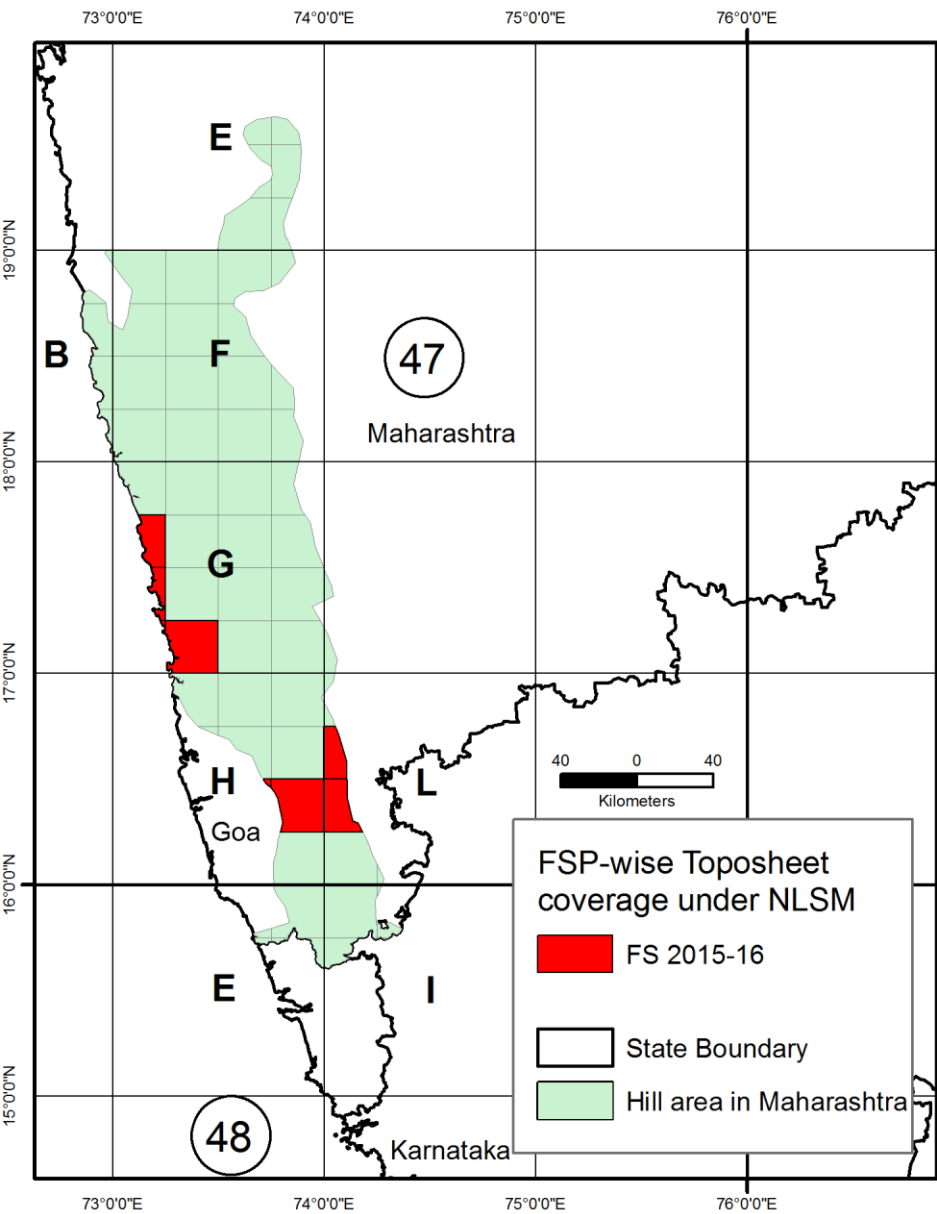 73°0'0"E 74°0'0"E 75°0'0"E 76°0'0"E
E
19°0'0"N
B
F
47
Maharashtra
18°0'0"N
G
17°0'0"N
H
L
40 0 40
Kilometers
Goa
16°0'0"N
FSP-wise Toposheet
coverage under NLSM
FS 2015-16
State Boundary
Hill area in Maharashtra
E
I
15°0'0"N
48
Karnataka
73°0'0"E 74°0'0"E 75°0'0"E 76°0'0"E